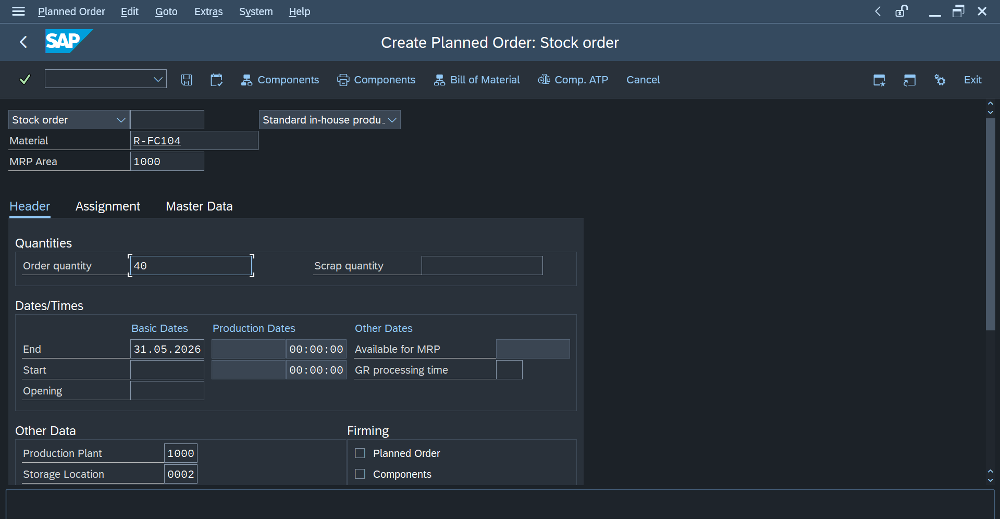 Planned Order Edit Goto Extras System Help
SAP Create Planned Order: Stock order
Components Components Bill of Material Comp. ATP Cancel Exit
Stock order Standard in-house produ…
Material R-FC104
MRP Area 1000
Header Assignment Master Data
Quantities
Order quantity 40 Scrap quantity
Dates/Times
Basic Dates Production Dates Other Dates
End 31.05.2026 00:00:00 Available for MRP
Start 00:00:00 GR processing time
Opening
Other Data Firming
Production Plant 1000 Planned Order
Storage Location 0002 Components